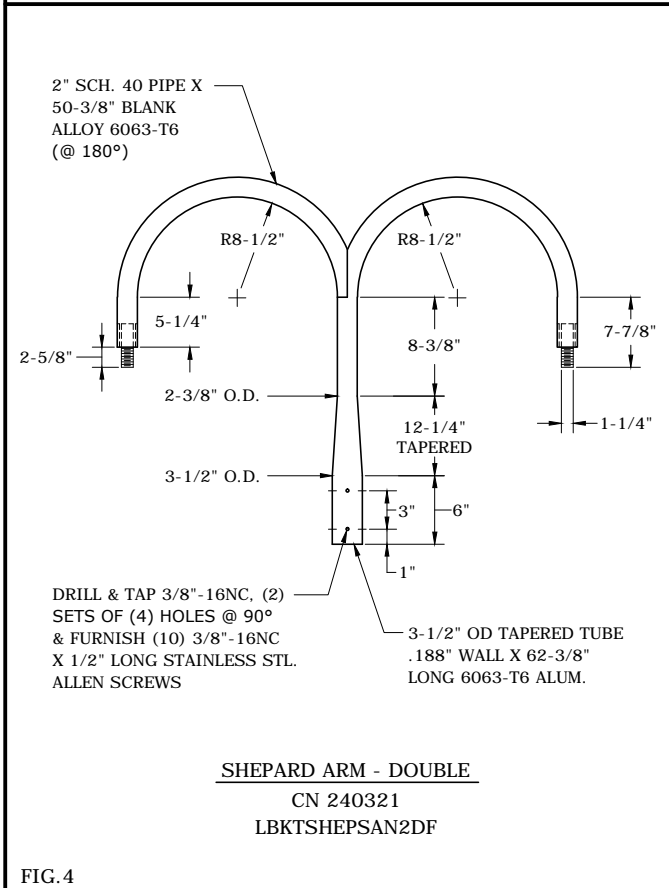 2" SCH. 40 PIPE X
50-3/8" BLANK
ALLOY 6063-T6
(@ 180°)
R8-1/2"
R8-1/2"
5-1/4"
2-5/8"
8-3/8"
7-7/8"
2-3/8" O.D.
12-1/4"
TAPERED
1-1/4"
3-1/2" O.D.
3"
6"
1"
DRILL & TAP 3/8"-16NC, (2)
SETS OF (4) HOLES @ 90°
& FURNISH (10) 3/8"-16NC
X 1/2" LONG STAINLESS STL.
ALLEN SCREWS
3-1/2" OD TAPERED TUBE
.188" WALL X 62-3/8"
LONG 6063-T6 ALUM.
SHEPARD ARM - DOUBLE
CN 240321
LBKTSHEPSAN2DF
FIG.4